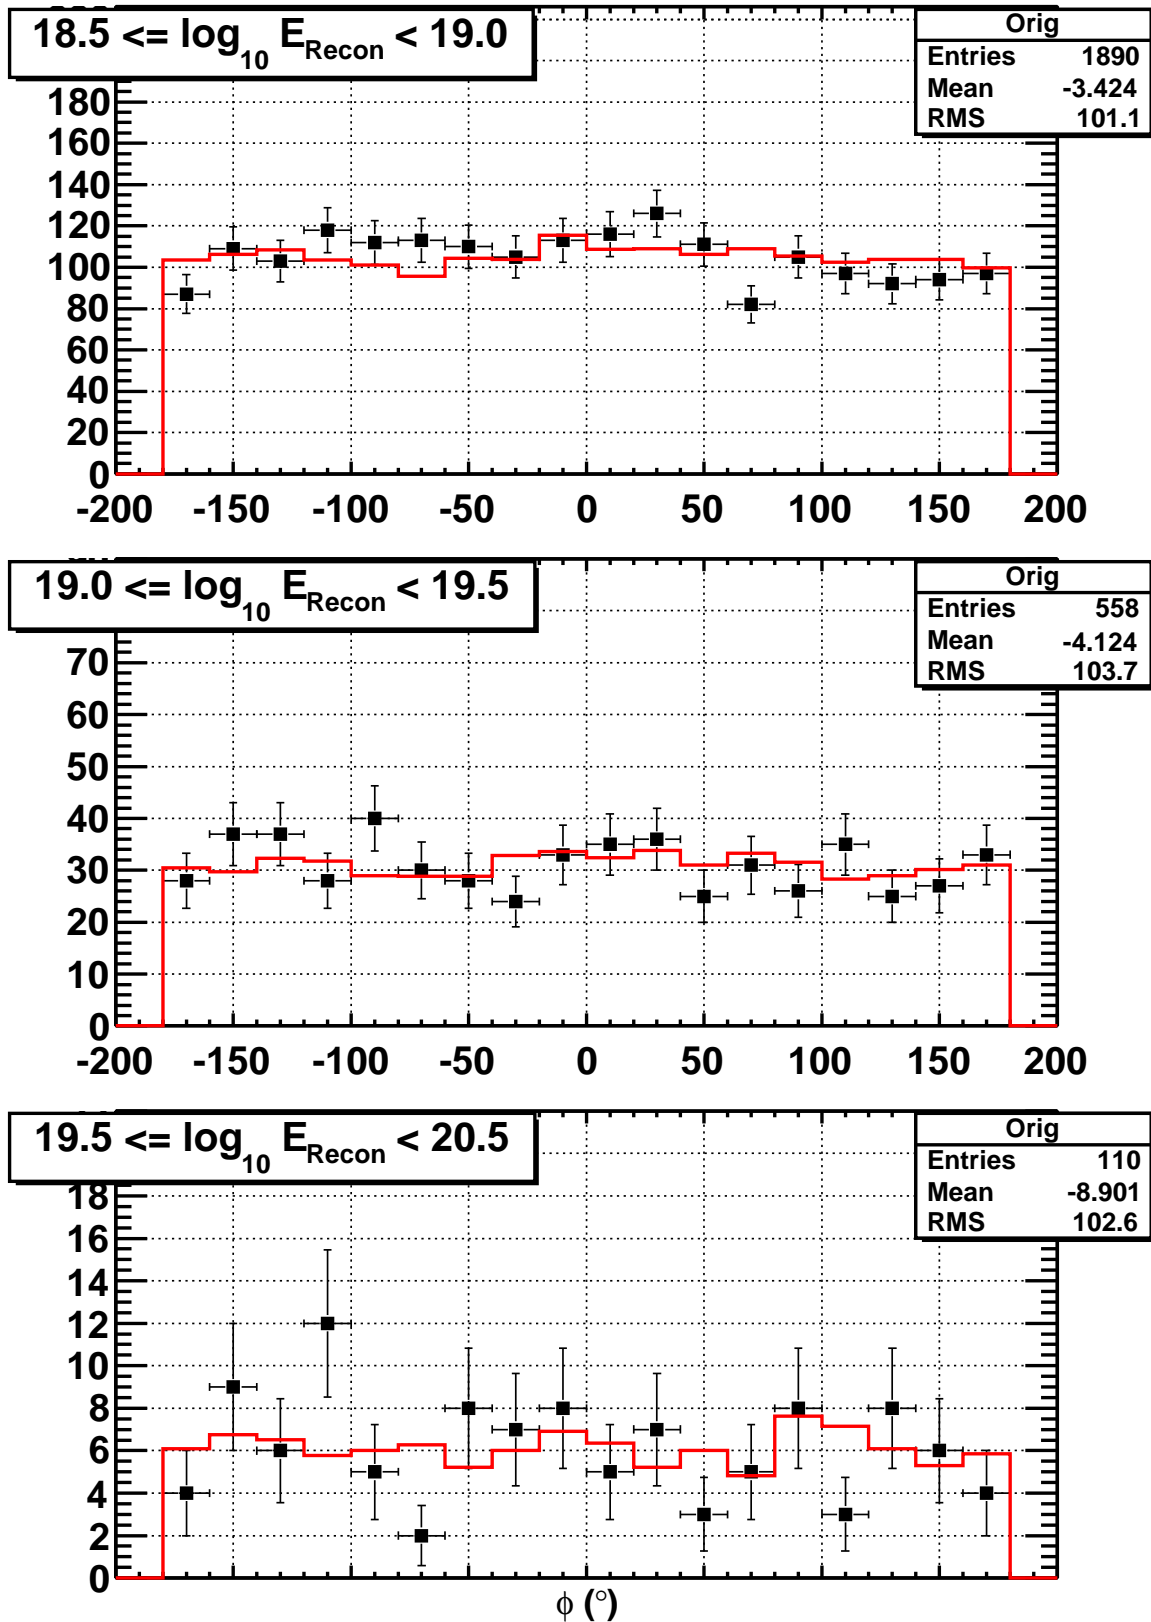 18.5 <= log10 ERecon < 19.0
Orig
Entries 1890
Mean -3.424
RMS 101.1
180
160
140
120
100
80
60
40
20
0
-200 -150 -100 -50 0 50 100 150 200
19.0 <= log10 ERecon < 19.5
Orig
Entries 558
Mean -4.124
RMS 103.7
70
60
50
40
30
20
10
0
-200 -150 -100 -50 0 50 100 150 200
19.5 <= log10 ERecon < 20.5
Orig
Entries 110
Mean -8.901
RMS 102.6
18
16
14
12
10
8
6
4
2
0
ϕ (°)